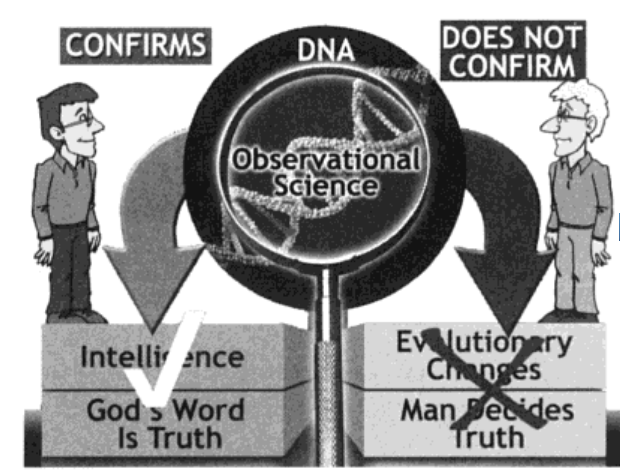 CONFIRMS
DNA
DOES NOT
CONFIRM
Observational
Science
Intelligence
God's Word
Is Truth
Evolutionary
Changes
Man Decides
Truth